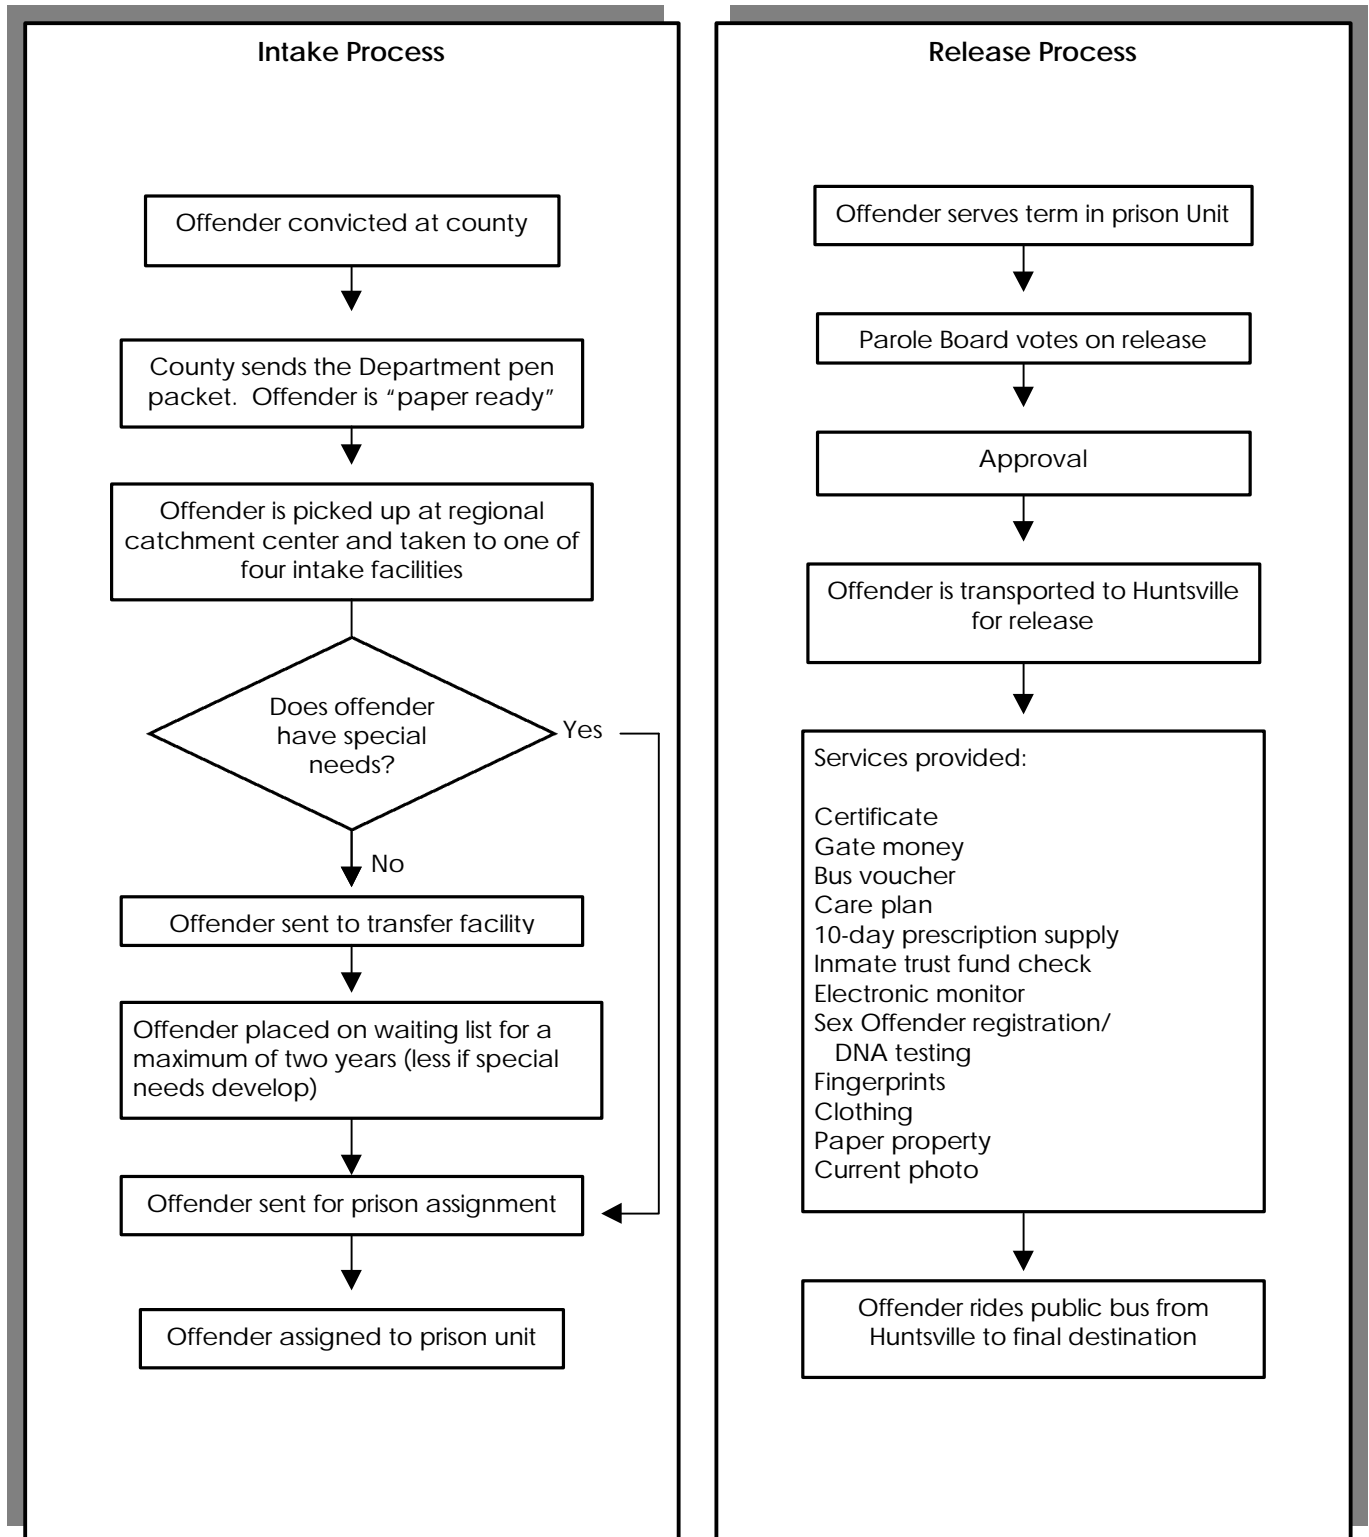 Intake Process
Offender convicted at county
County sends the Department pen
packet. Offender is “paper ready”
Offender is picked up at regional
catchment center and taken to one of
four intake facilities
Does offender
have special
needs?
Yes
No
Offender sent to transfer facility
Offender placed on waiting list for a
maximum of two years (less if special
needs develop)
Offender sent for prison assignment
Offender assigned to prison unit
Release Process
Offender serves term in prison Unit
Parole Board votes on release
Approval
Offender is transported to Huntsville
for release
Services provided:
Certificate
Gate money
Bus voucher
Care plan
10-day prescription supply
Inmate trust fund check
Electronic monitor
Sex Offender registration/
DNA testing
Fingerprints
Clothing
Paper property
Current photo
Offender rides public bus from
Huntsville to final destination